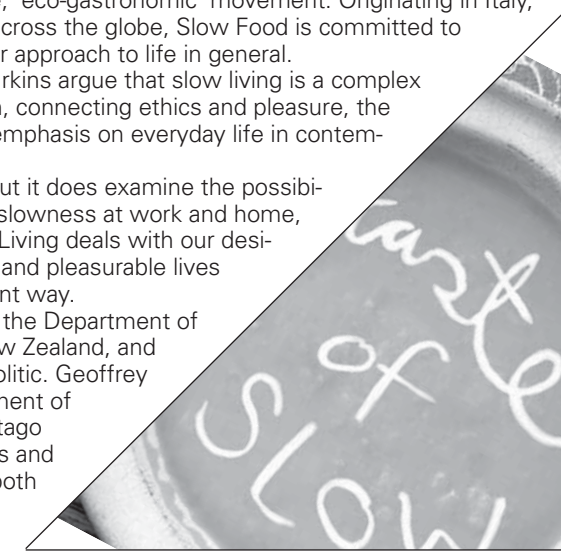 eco-gastronomic' movement. Originating in Italy,
across the globe, Slow Food is committed to
r approach to life in general.
rkins argue that slow living is a complex
, connecting ethics and pleasure, the
emphasis on everyday life in contem-
ut it does examine the possibi-
slowness at work and home,
Living deals with our desi-
and pleasurable lives
nt way.
the Department of
w Zealand, and
olitic. Geoffrey
ment of
tago
s and
both
taste
of
SLOW